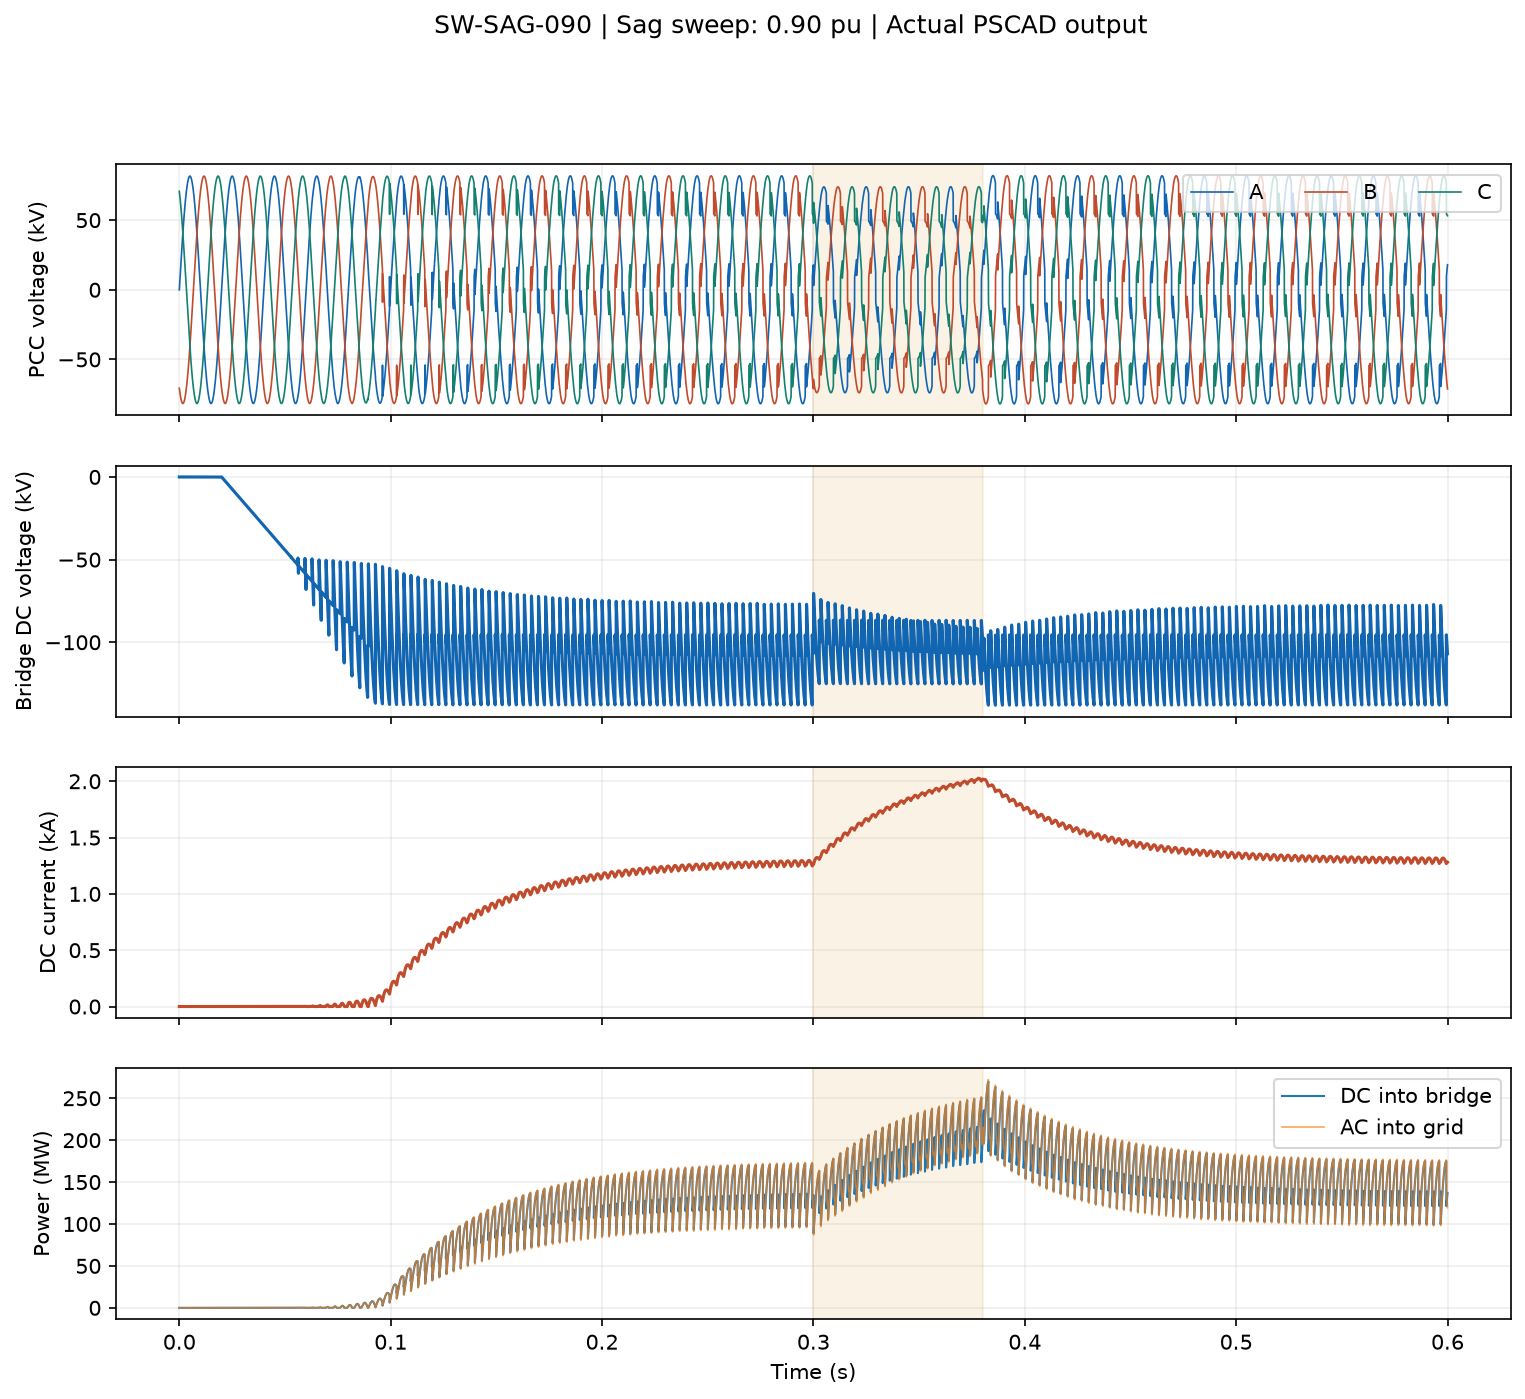 SW-SAG-090 | Sag sweep: 0.90 pu | Actual PSCAD output
PCC voltage (kV)
50
0
−50
A B C
Bridge DC voltage (kV)
0
−50
−100
DC current (kA)
2.0
1.5
1.0
0.5
0.0
Power (MW)
250
200
150
100
50
0
DC into bridge
AC into grid
0.0 0.1 0.2 0.3 0.4 0.5 0.6
Time (s)